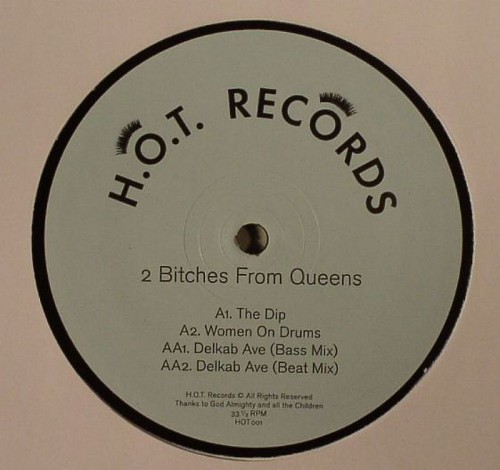 H.O.T. RECORDS
2 Bitches From Queens
A1. The Dip
A2. Women On Drums
AA1. Delkab Ave (Bass Mix)
AA2. Delkab Ave (Beat Mix)
H.O.T. Records © All Rights Reserved
Thanks to God Almighty and all the Children
33 ⅓ RPM
HOT001